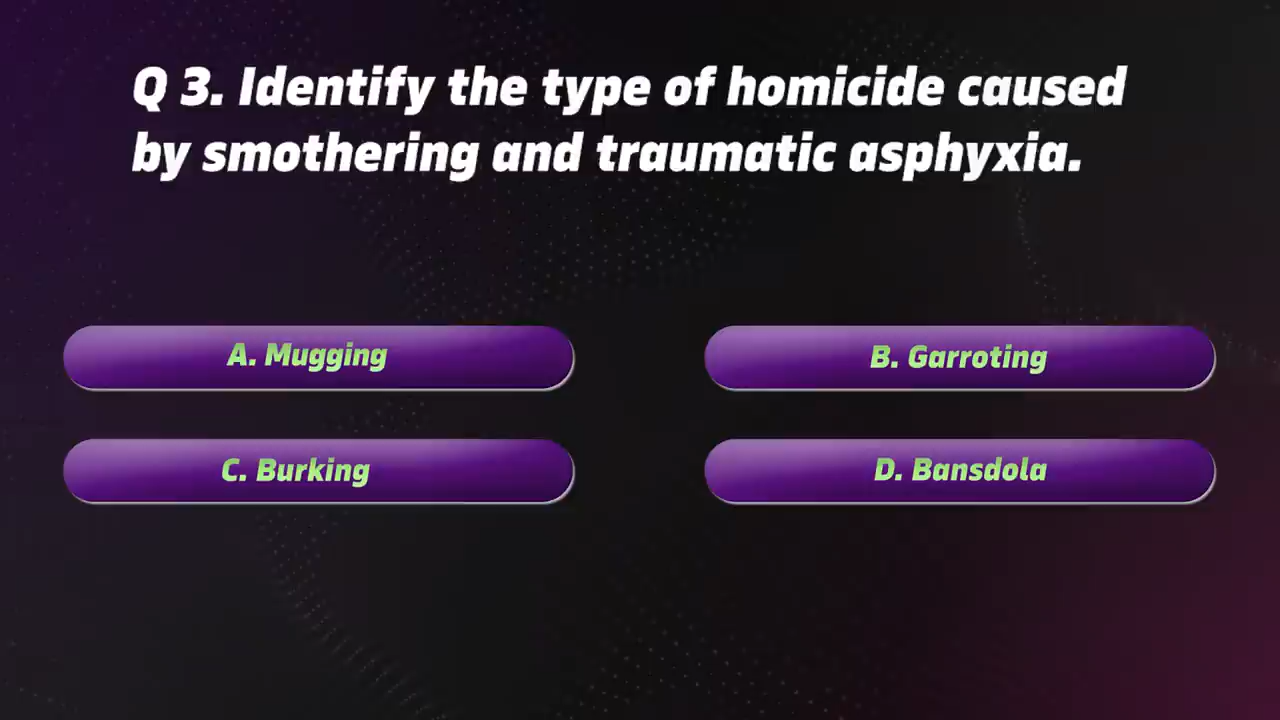 Q 3. Identify the type of homicide caused
by smothering and traumatic asphyxia.
A. Mugging
B. Garroting
C. Burking
D. Bansdola